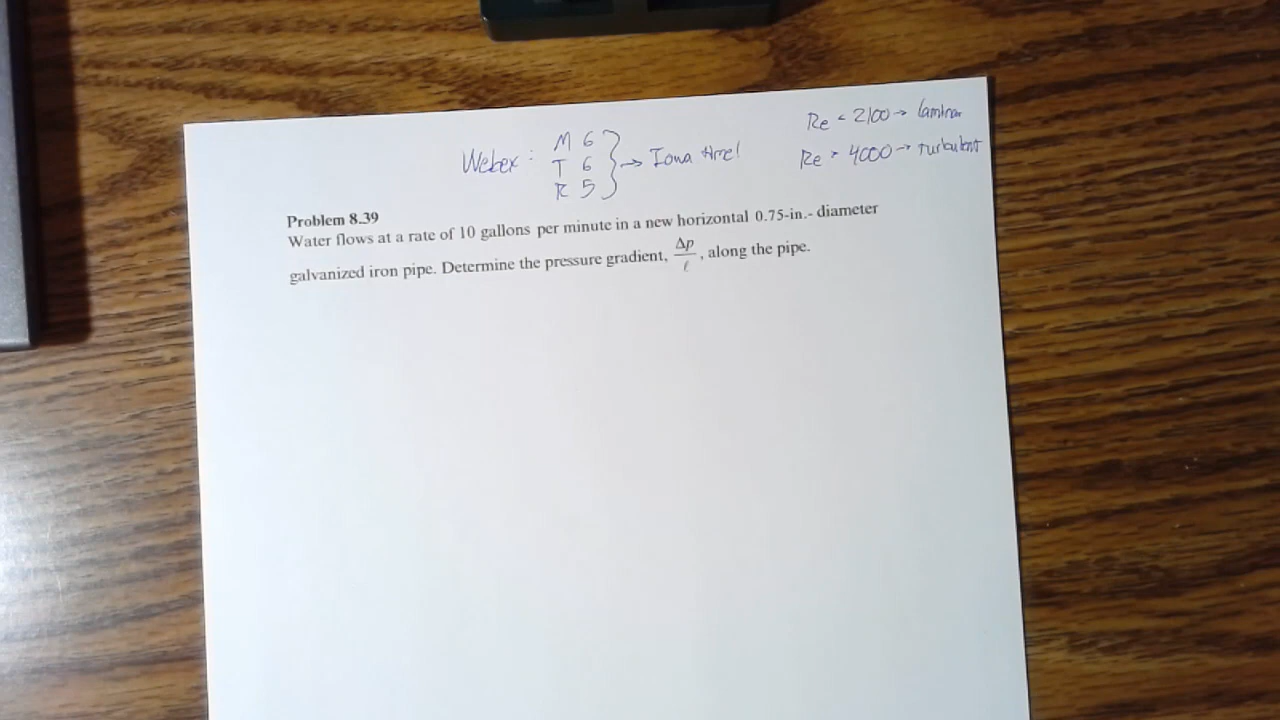 Webex: M 6 } → Iowa time!
T 6
R 5
Re < 2100 → laminar
Re > 4000 → turbulent
Problem 8.39
Water flows at a rate of 10 gallons per minute in a new horizontal 0.75-in.- diameter
galvanized iron pipe. Determine the pressure gradient, Δp/ℓ, along the pipe.